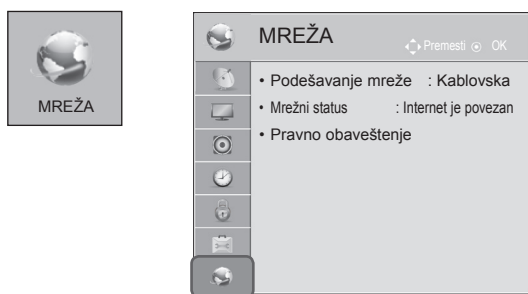 MREŽA
MREŽA
Premesti OK
• Podešavanje mreže : Kablovska
• Mrežni status : Internet je povezan
• Pravno obaveštenje